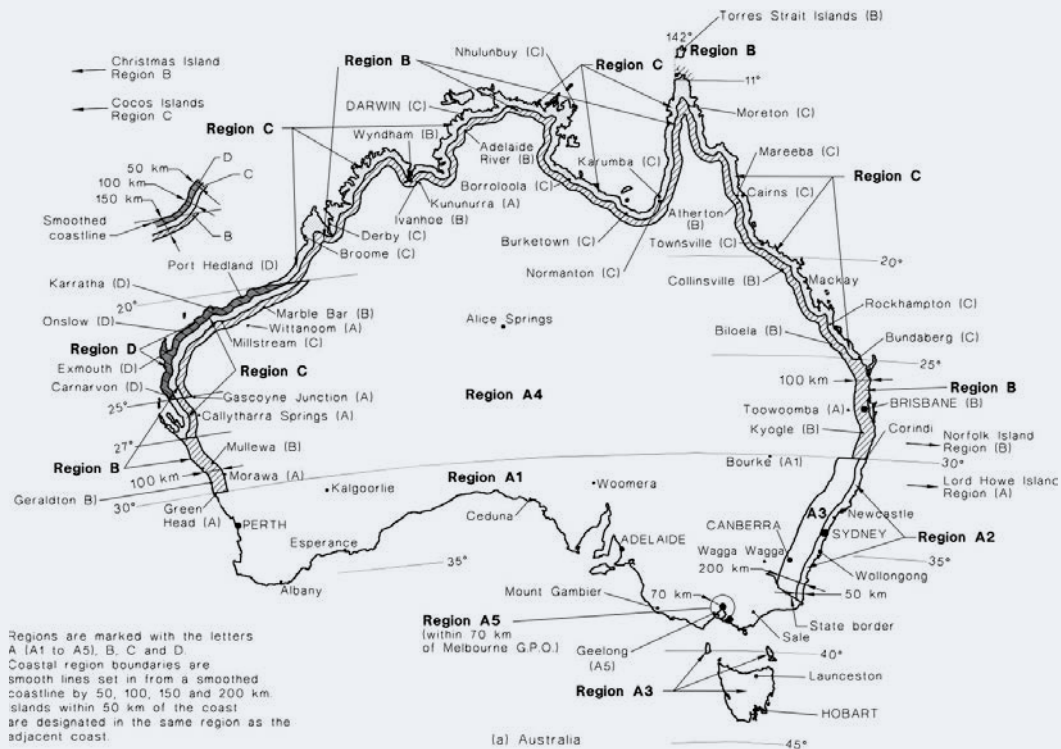 Torres Strait Islands (B)
142°
Region B
11°
Christmas Island
Region B
Cocos Islands
Region C
Nhulunbuy (C)
Region B
Region C
DARWIN (C)
Moreton (C)
Region C
Wyndham (B)
Adelaide
River (B)
Mareeba (C)
Karumba (C)
Region C
50 km
D
C
100 km
150 km
Borroloola (C)
Cairns (C)
Kununurra (A)
Ivanhoe (B)
Atherton
(B)
Smoothed
coastline
B
Derby (C)
Burketown (C)
Townsville (C)
Broome (C)
Port Hedland (D)
Normanton (C)
20°
Collinsville (B)
Mackay
Karratha (D)
20°
Marble Bar (B)
Wittanoom (A)
Alice Springs
Rockhampton (C)
Onslow (D)
Millstream (C)
Biloela (B)
Bundaberg (C)
Region D
Exmouth (D)
Region C
25°
Carnarvon (D)
Gascoyne Junction (A)
Region A4
100 km
Region B
25°
Callytharra Springs (A)
Toowoomba (A)
BRISBANE (B)
27°
Kyogle (B)
Corindi
Mullewa (B)
Norfolk Island
Region (B)
Region B
Bourke (A1)
30°
100 km
Morawa (A)
Region A1
Lord Howe Islanc
Region (A)
Geraldton B)
Kalgoorlie
Woomera
30°
Green
Head (A)
A3
Newcastle
Ceduna
PERTH
CANBERRA
SYDNEY
Region A2
Esperance
ADELAIDE
Wagga Wagga
35°
35°
200 km
Wollongong
Albany
Mount Gambier
70 km
50 km
Region A5
(within 70 km
of Melbourne G.P.O.)
State border
Sale
Geelong
(A5)
40°
Regions are marked with the letters
A (A1 to A5), B, C and D.
Coastal region boundaries are
smooth lines set in from a smoothed
coastline by 50, 100, 150 and 200 km.
slands within 50 km of the coast
are designated in the same region as the
adjacent coast.
Region A3
Launceston
HOBART
(a) Australia
45°